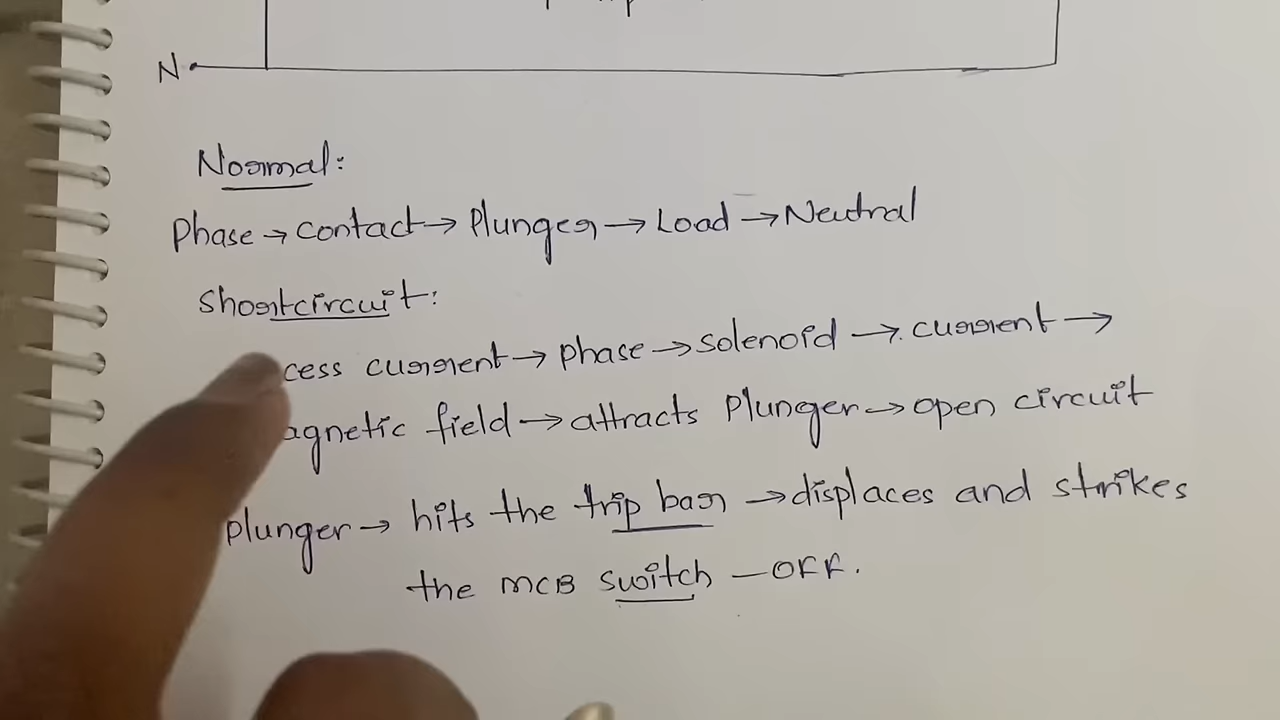 N
Normal:
Phase → contact → Plunger → Load → Neutral
Shortcircuit:
cess current → phase → solenoid → current →
agnetic field → attracts Plunger → open circuit
plunger → hits the trip bar → displaces and strikes
the MCB switch – OFF.